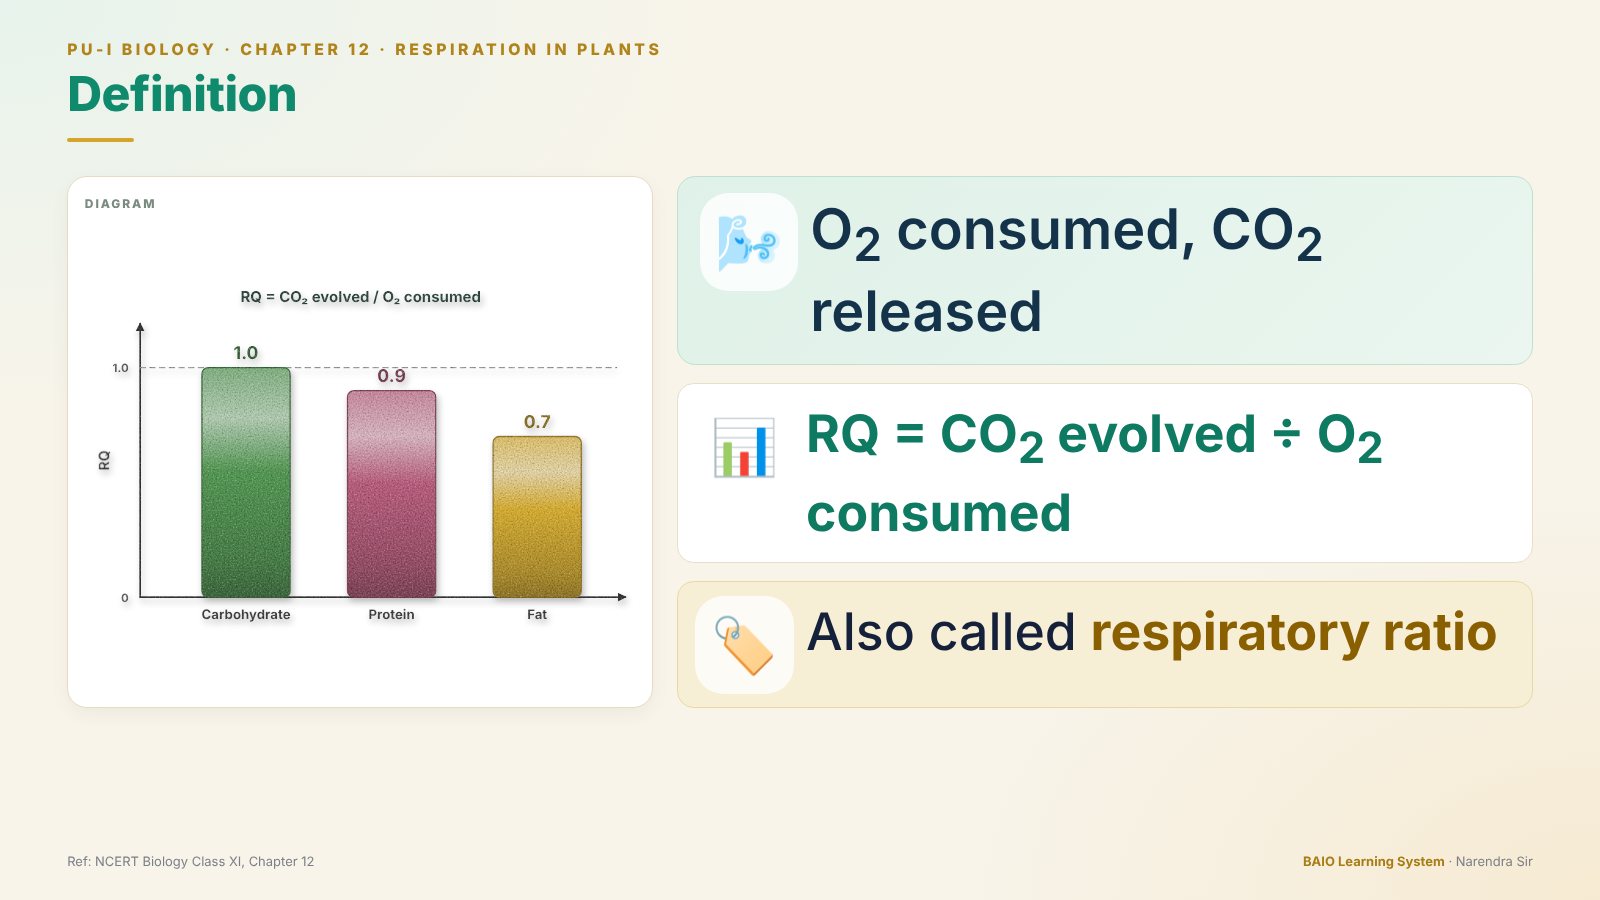 PU-I BIOLOGY · CHAPTER 12 · RESPIRATION IN PLANTS
Definition
DIAGRAM
RQ = CO₂ evolved / O₂ consumed
1.0
1.0
0.9
0.7
RQ
0
Carbohydrate
Protein
Fat
O₂ consumed, CO₂
released
RQ = CO₂ evolved ÷ O₂
consumed
Also called respiratory ratio
Ref: NCERT Biology Class XI, Chapter 12
BAIO Learning System · Narendra Sir